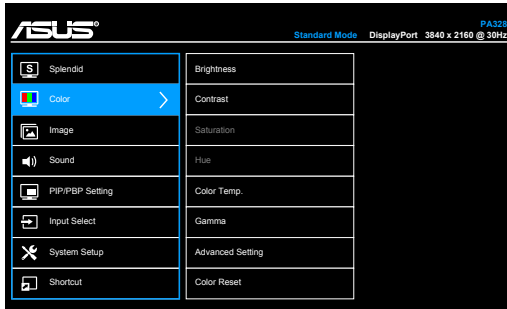 ASUS
PA328
Standard Mode DisplayPort 3840 x 2160 @ 30Hz
S Splendid
Color
Image
Sound
PIP/PBP Setting
Input Select
System Setup
Shortcut
Brightness
Contrast
Saturation
Hue
Color Temp.
Gamma
Advanced Setting
Color Reset